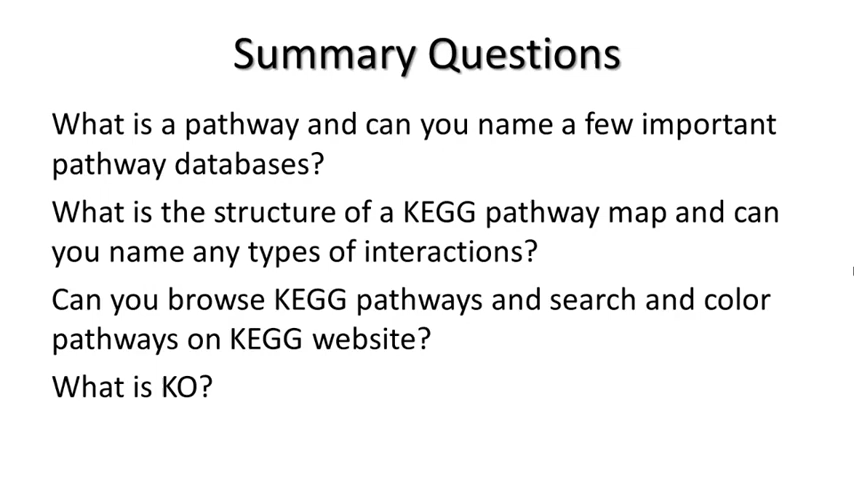 Summary Questions
What is a pathway and can you name a few important
pathway databases?
What is the structure of a KEGG pathway map and can
you name any types of interactions?
Can you browse KEGG pathways and search and color
pathways on KEGG website?
What is KO?